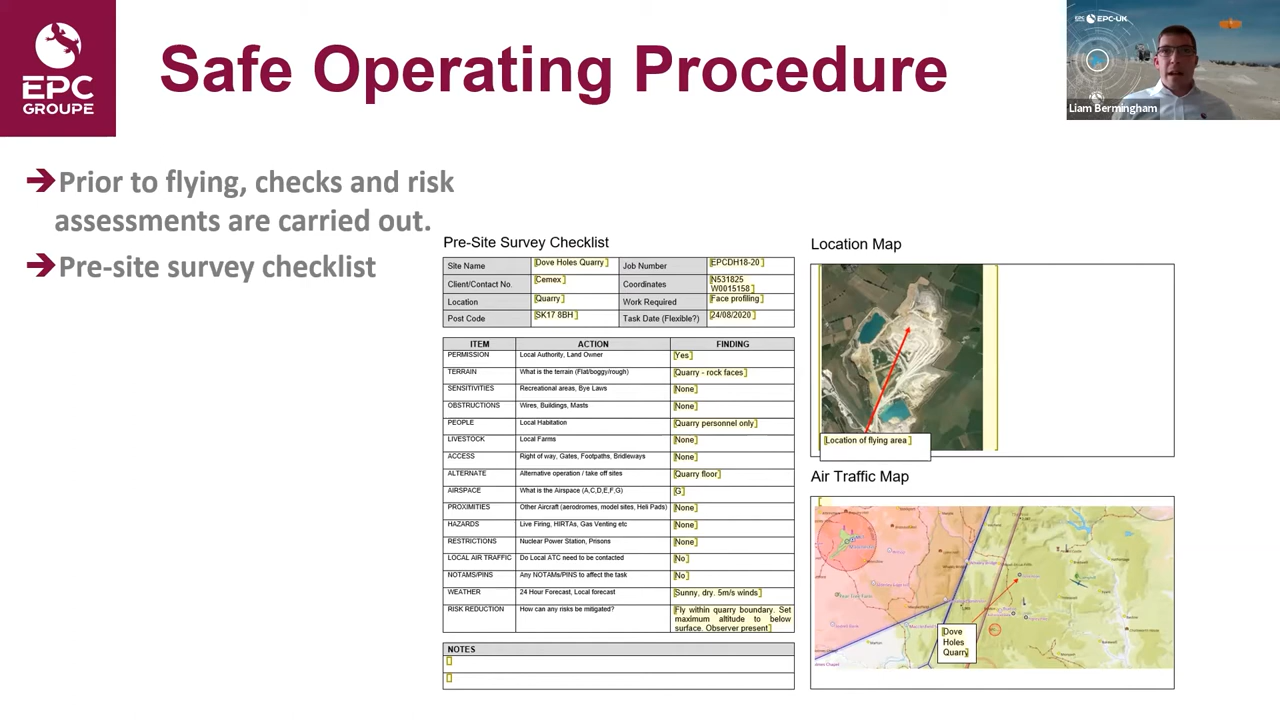 EPC
GROUPE
Safe Operating Procedure
EPC-UK
Liam Bermingham
Prior to flying, checks and risk
assessments are carried out.
Pre-site survey checklist
Pre-Site Survey Checklist
Site Name [Dove Holes Quarry] Job Number [EPCDH18-20]
Client/Contact No. [Cemex] Coordinates [N531825
W0015158]
Location [Quarry] Work Required [Face profiling]
Post Code [SK17 8BH] Task Date (Flexible?) [24/08/2020]
ITEM ACTION FINDING
PERMISSION Local Authority, Land Owner [Yes]
TERRAIN What is the terrain (Flat/boggy/rough) [Quarry - rock faces]
SENSITIVITIES Recreational areas, Bye Laws [None]
OBSTRUCTIONS Wires, Buildings, Masts [None]
PEOPLE Local Habitation [Quarry personnel only]
LIVESTOCK Local Farms [None]
ACCESS Right of way, Gates, Footpaths, Bridleways [None]
ALTERNATE Alternative operation / take off sites [Quarry floor]
AIRSPACE What is the Airspace (A,C,D,E,F,G) [G]
PROXIMITIES Other Aircraft (aerodromes, model sites, Heli Pads) [None]
HAZARDS Live Firing, HIRTAs, Gas Venting etc [None]
RESTRICTIONS Nuclear Power Station, Prisons [None]
LOCAL AIR TRAFFIC Do Local ATC need to be contacted [No]
NOTAMs/PINS Any NOTAMs/PINS to affect the task [No]
WEATHER 24 Hour Forecast, Local forecast [Sunny, dry. 5m/s winds]
RISK REDUCTION How can any risks be mitigated? [Fly within quarry boundary. Set
maximum altitude to below
surface. Observer present]
NOTES
Location Map
[Location of flying area]
Air Traffic Map
[Dove
Holes
Quarry]